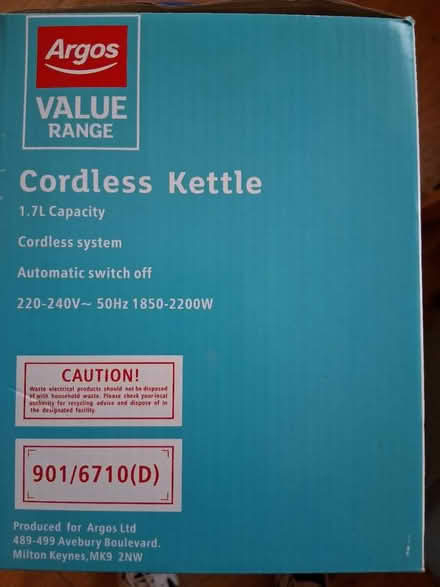 Argos
VALUE
RANGE
Cordless Kettle
1.7L Capacity
Cordless system
Automatic switch off
220-240V~ 50Hz 1850-2200W
CAUTION!
Waste electrical products should not be disposed
of with household waste. Please check your local
authority for recycling advice and dispose of in
the designated facility.
901/6710(D)
Produced for Argos Ltd
489-499 Avebury Boulevard.
Milton Keynes,MK9 2NW